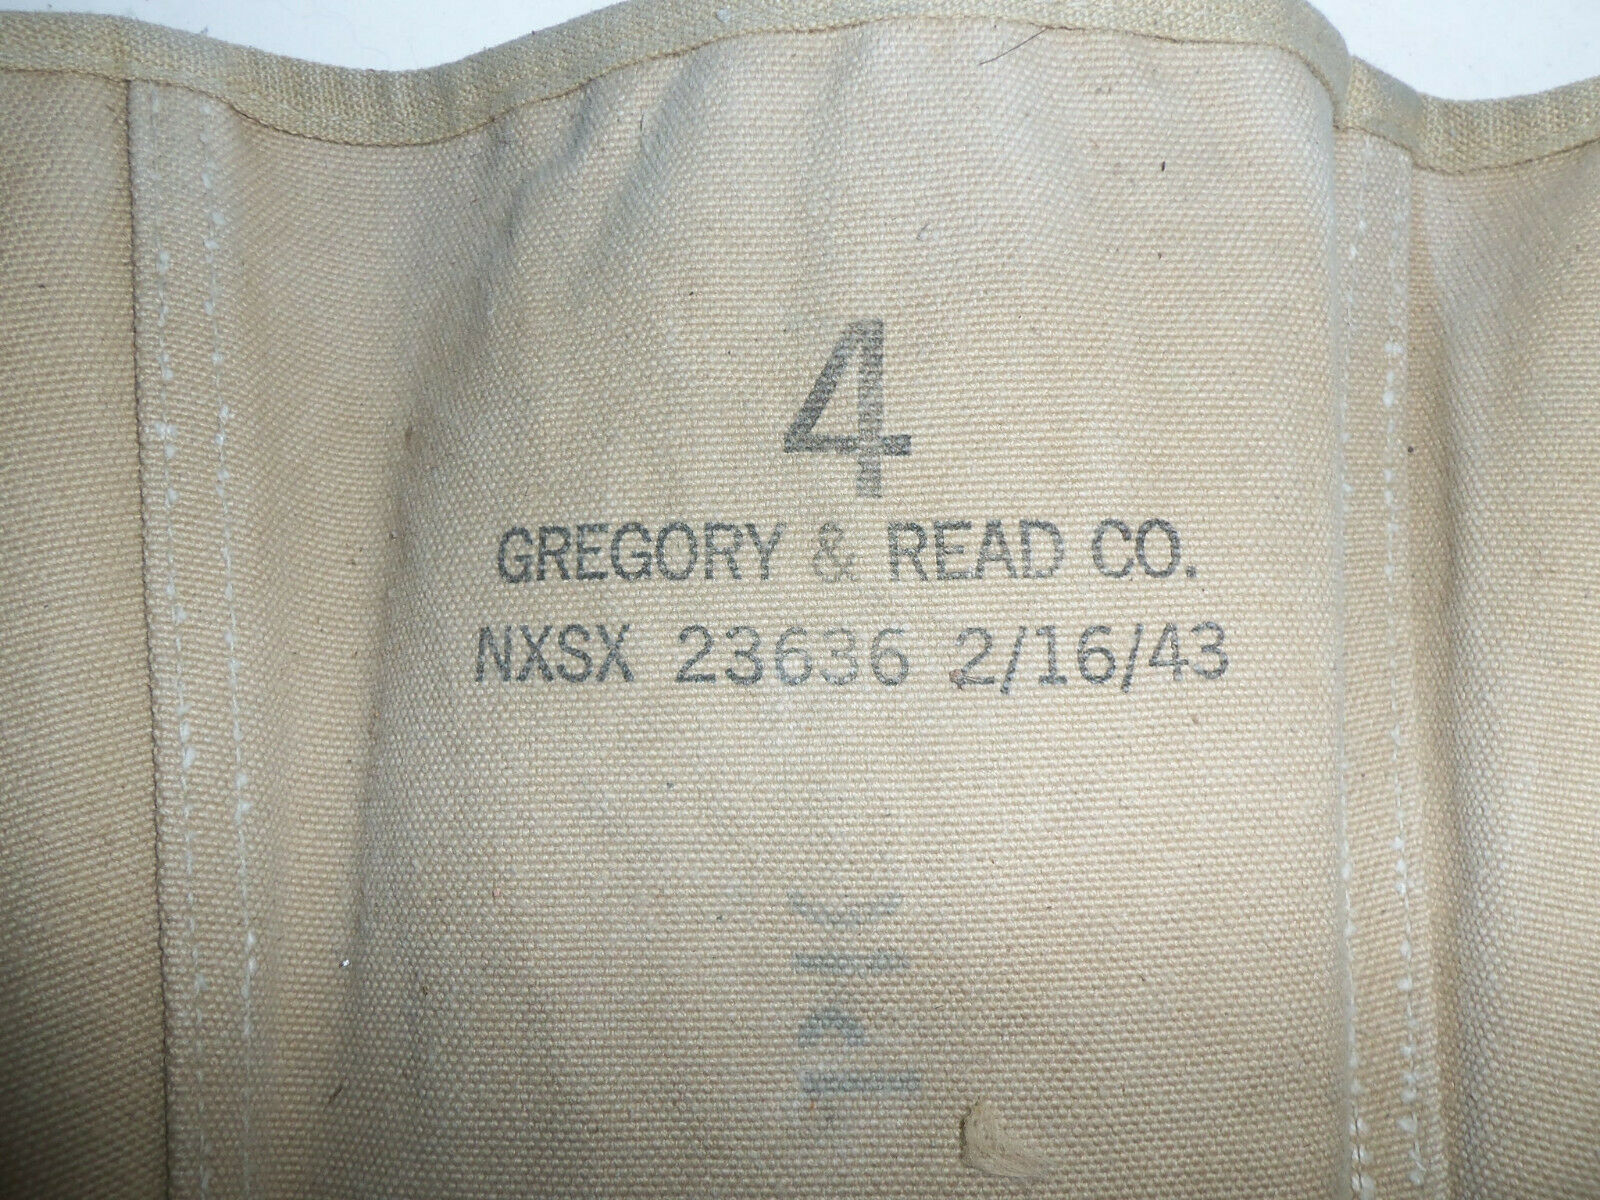 4
GREGORY & READ CO.
NXSX 23636 2/16/43